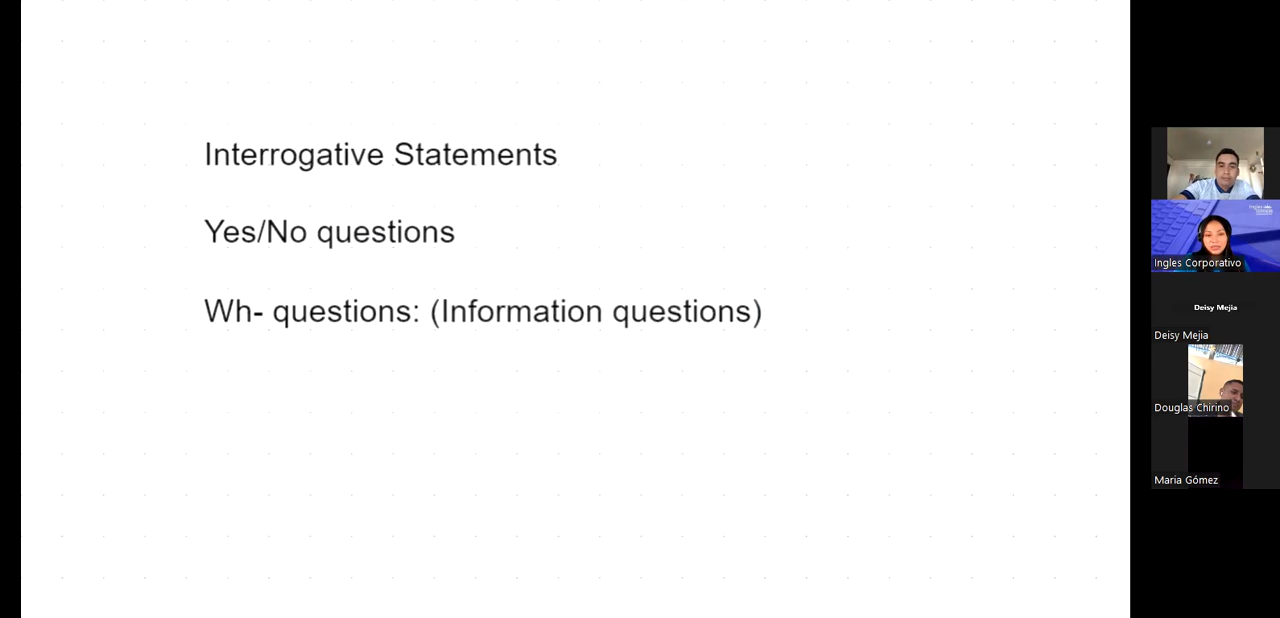 Interrogative Statements
Yes/No questions
Wh- questions: (Information questions)
Ingles Corporativo
Deisy Mejia
Deisy Mejia
Douglas Chirino
Maria Gómez